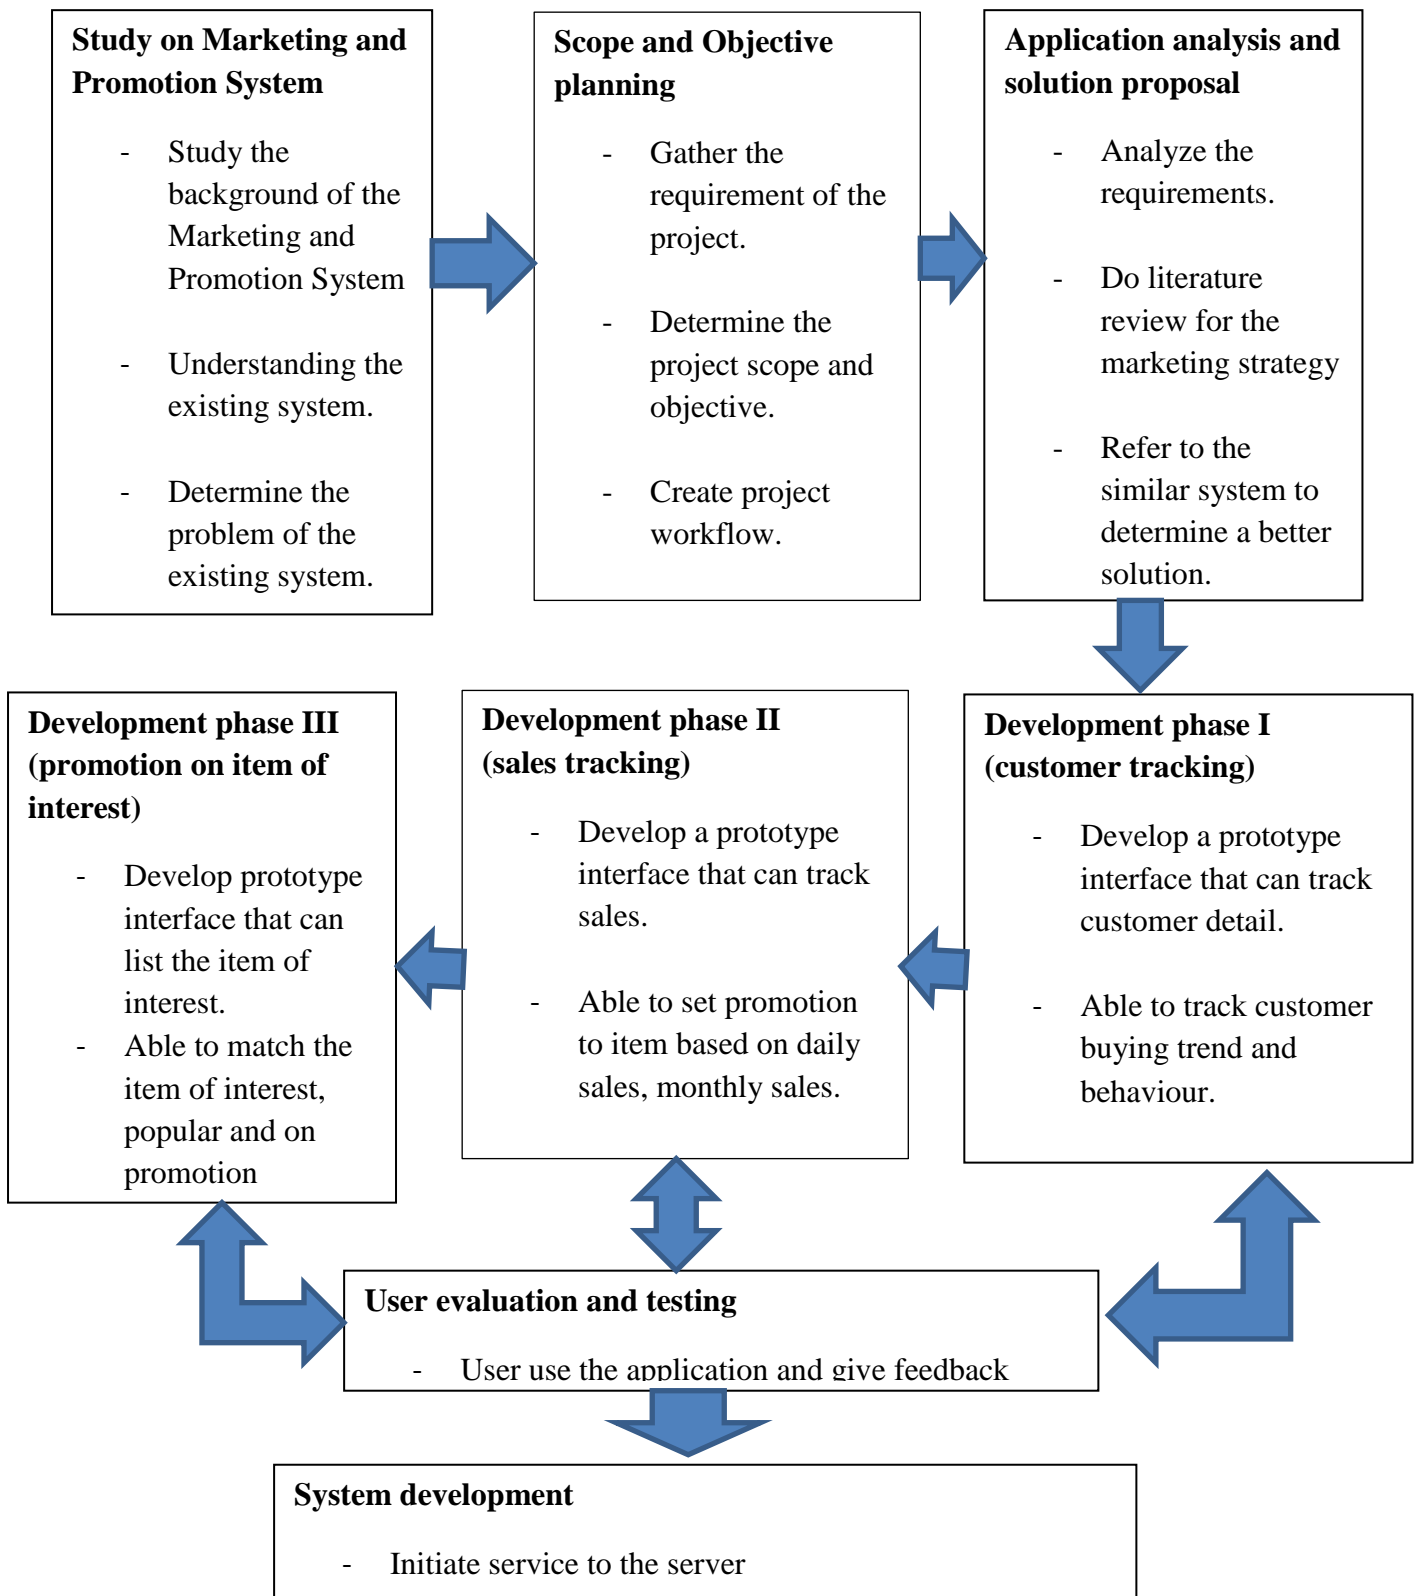 Study on Marketing and
Promotion System
- Study the
background of the
Marketing and
Promotion System
- Understanding the
existing system.
- Determine the
problem of the
existing system.
Scope and Objective
planning
- Gather the
requirement of the
project.
- Determine the
project scope and
objective.
- Create project
workflow.
Application analysis and
solution proposal
- Analyze the
requirements.
- Do literature
review for the
marketing strategy
- Refer to the
similar system to
determine a better
solution.
Development phase I
(customer tracking)
- Develop a prototype
interface that can track
customer detail.
- Able to track customer
buying trend and
behaviour.
Development phase II
(sales tracking)
- Develop a prototype
interface that can track
sales.
- Able to set promotion
to item based on daily
sales, monthly sales.
Development phase III
(promotion on item of
interest)
- Develop prototype
interface that can
list the item of
interest.
- Able to match the
item of interest,
popular and on
promotion
User evaluation and testing
- User use the application and give feedback
System development
- Initiate service to the server